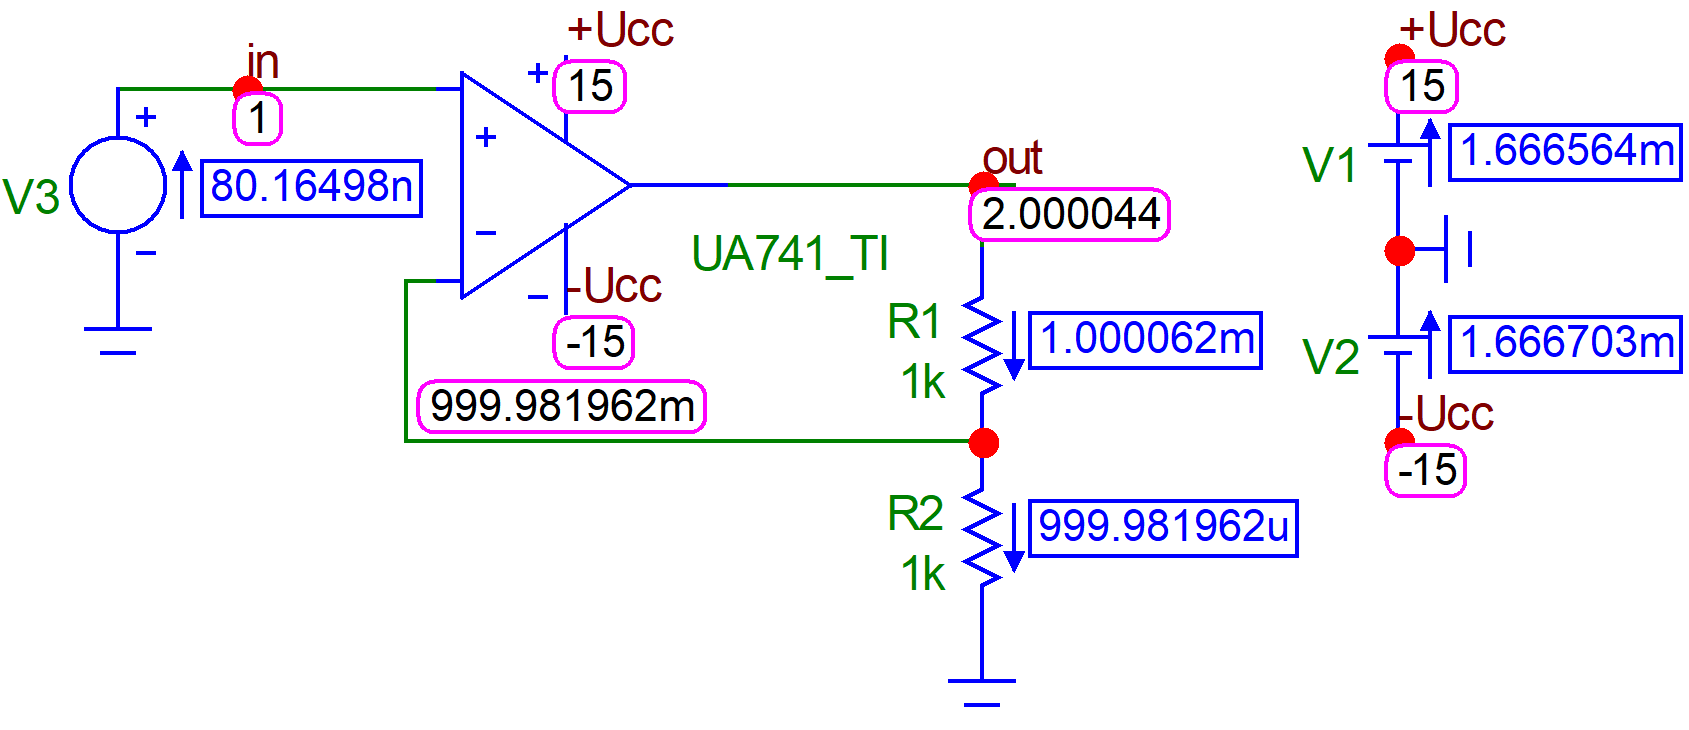 in
1
+
V3
80.16498n
−
+
−
+
+Ucc
15
−
-Ucc
-15
UA741_TI
999.981962m
out
2.000044
R1
1k
1.000062m
R2
1k
999.981962u
+Ucc
15
V1
1.666564m
V2
1.666703m
-Ucc
-15